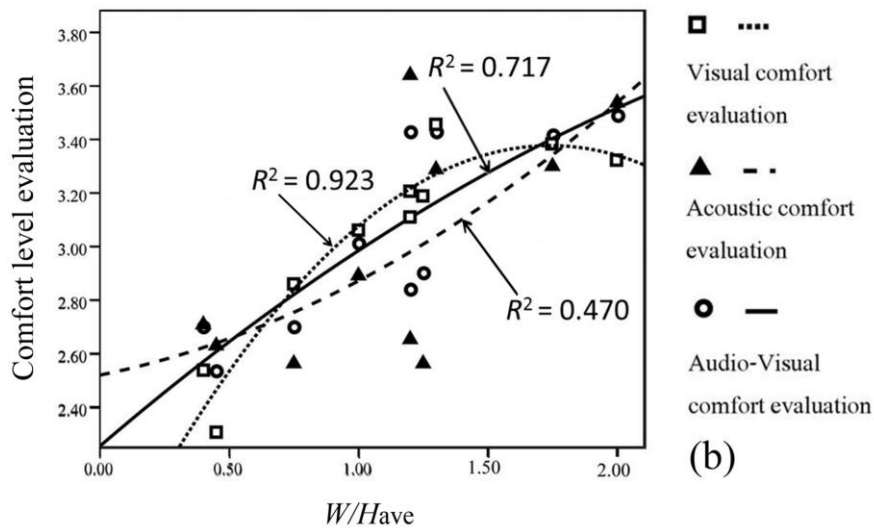 3.80
3.60
3.40
3.20
3.00
2.80
2.60
2.40
0.00 0.50 1.00 1.50 2.00
Comfort level evaluation
W/Have
R² = 0.717
R² = 0.923
R² = 0.470
Visual comfort
evaluation
Acoustic comfort
evaluation
Audio-Visual
comfort evaluation
(b)